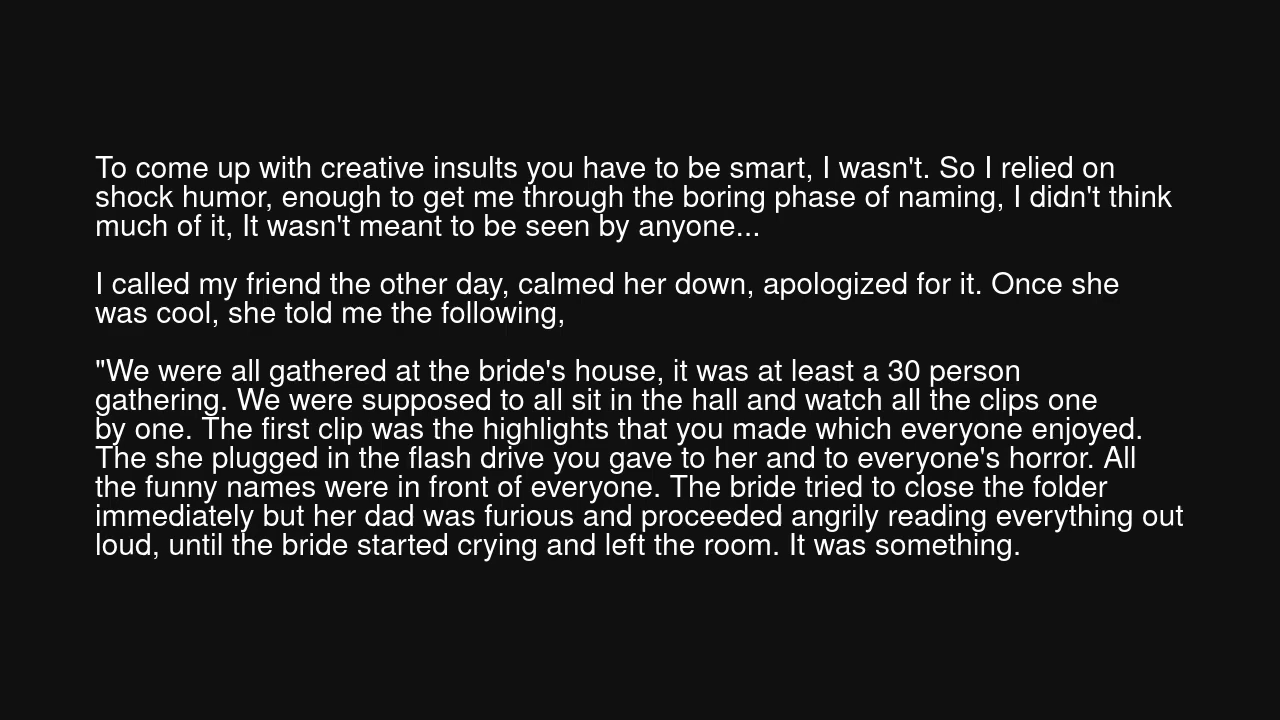 To come up with creative insults you have to be smart, I wasn't. So I relied on
shock humor, enough to get me through the boring phase of naming, I didn't think
much of it, It wasn't meant to be seen by anyone...
I called my friend the other day, calmed her down, apologized for it. Once she
was cool, she told me the following,
"We were all gathered at the bride's house, it was at least a 30 person
gathering. We were supposed to all sit in the hall and watch all the clips one
by one. The first clip was the highlights that you made which everyone enjoyed.
The she plugged in the flash drive you gave to her and to everyone's horror. All
the funny names were in front of everyone. The bride tried to close the folder
immediately but her dad was furious and proceeded angrily reading everything out
loud, until the bride started crying and left the room. It was something.